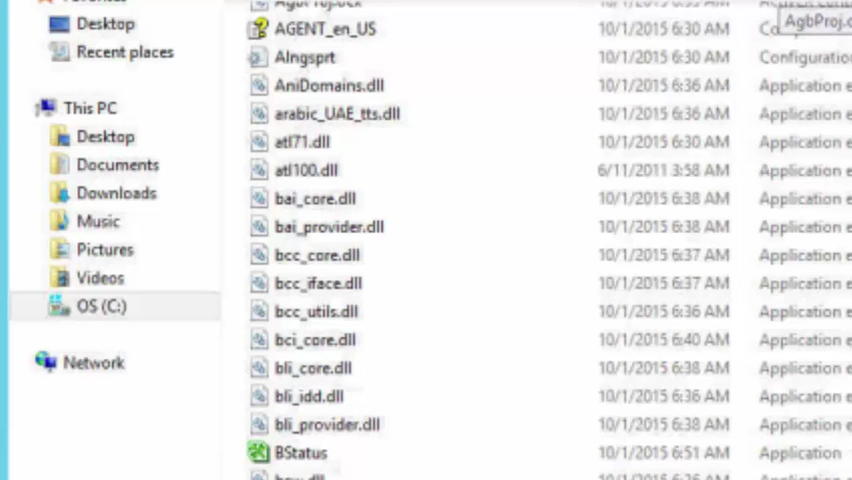 Desktop
Recent places
This PC
Desktop
Documents
Downloads
Music
Pictures
Videos
OS (C:)
Network
AgbProj.
AGENT_en_US 10/1/2015 6:30 AM
AIngsprt 10/1/2015 6:30 AM Configuration
AniDomains.dll 10/1/2015 6:36 AM Application e
arabic_UAE_tts.dll 10/1/2015 6:36 AM Application e
atl71.dll 10/1/2015 6:30 AM Application e
atl100.dll 6/11/2011 3:58 AM Application e
bai_core.dll 10/1/2015 6:38 AM Application e
bai_provider.dll 10/1/2015 6:38 AM Application e
bcc_core.dll 10/1/2015 6:37 AM Application e
bcc_iface.dll 10/1/2015 6:37 AM Application e
bcc_utils.dll 10/1/2015 6:36 AM Application e
bci_core.dll 10/1/2015 6:40 AM Application e
bli_core.dll 10/1/2015 6:38 AM Application e
bli_idd.dll 10/1/2015 6:36 AM Application e
bli_provider.dll 10/1/2015 6:38 AM Application e
BStatus 10/1/2015 6:51 AM Application